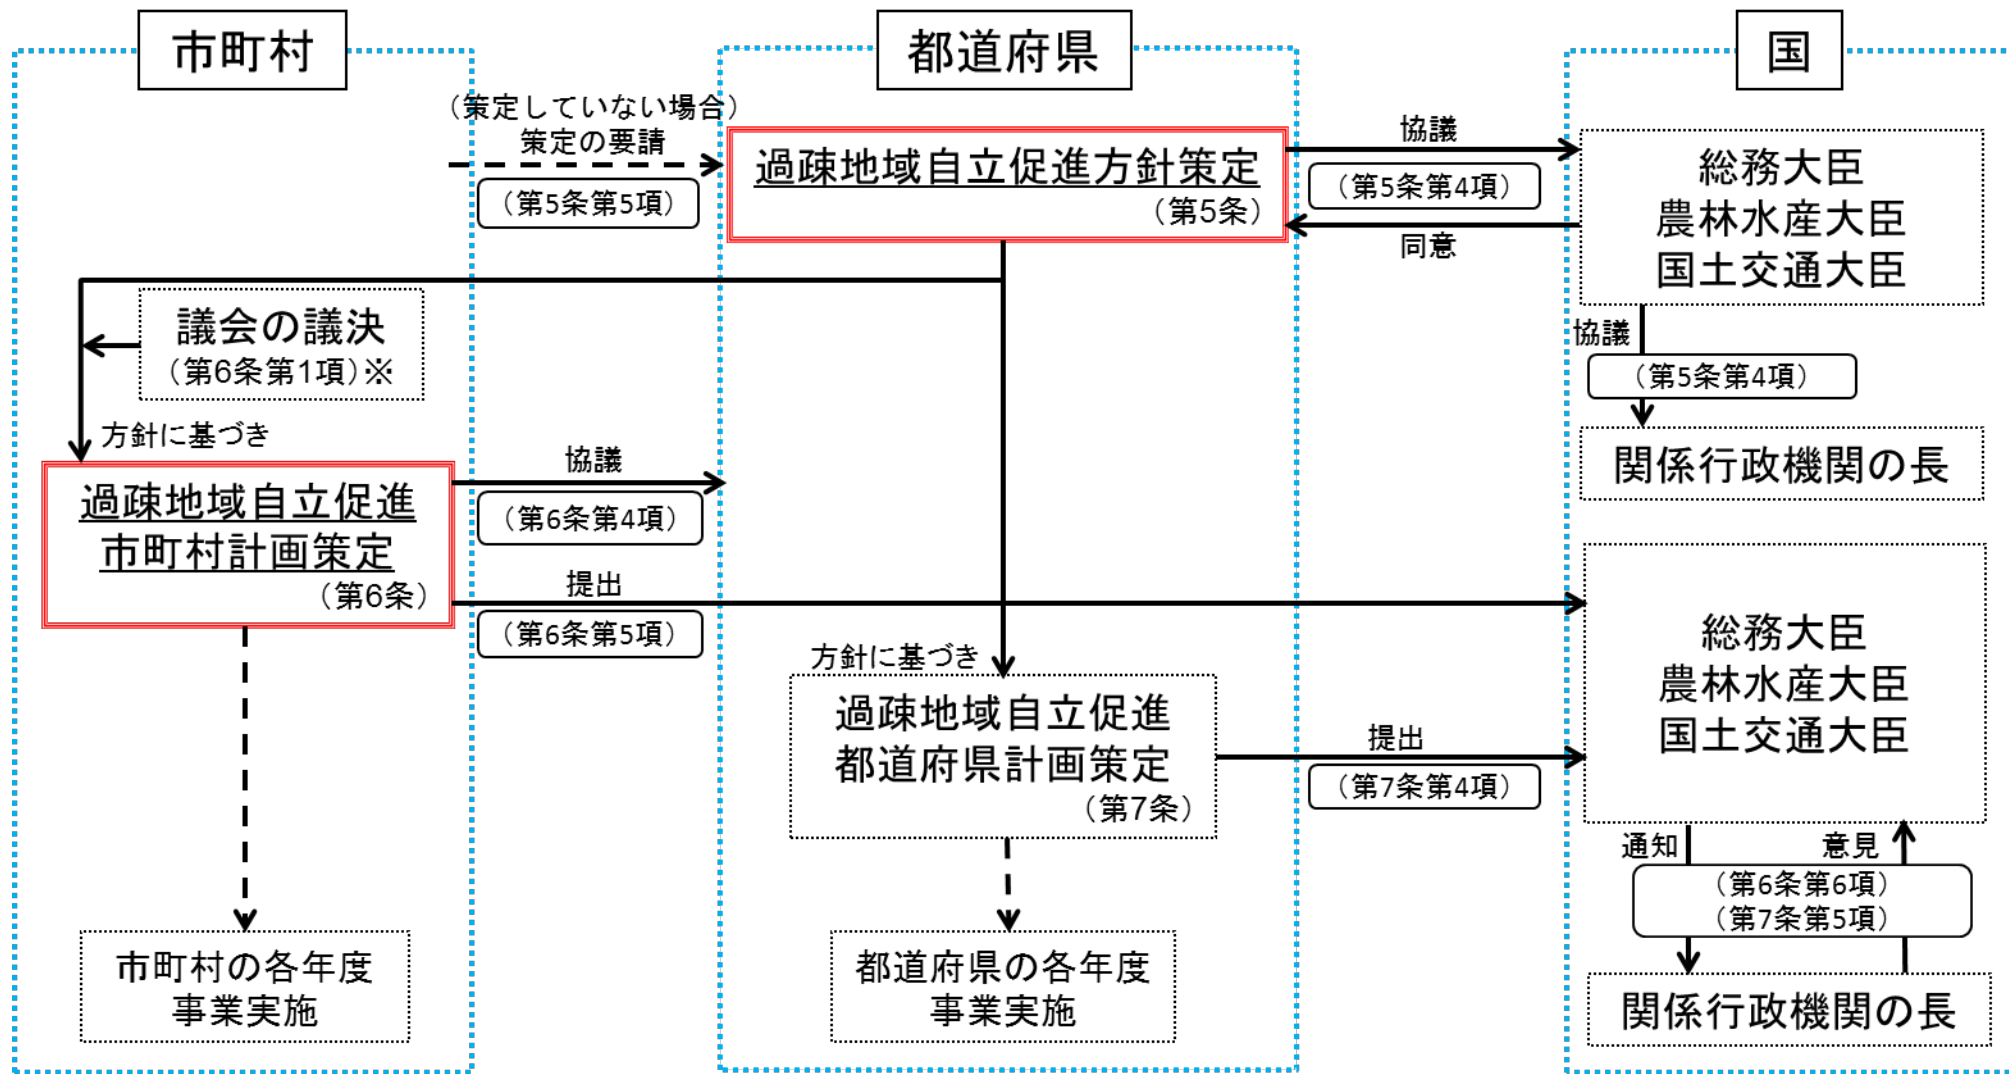 市町村
都道府県
国
（策定していない場合）
策定の要請
（第5条第5項）
過疎地域自立促進方針策定
（第5条）
協議
（第5条第4項）
同意
総務大臣
農林水産大臣
国土交通大臣
協議
（第5条第4項）
関係行政機関の長
議会の議決
（第6条第1項）※
方針に基づき
過疎地域自立促進
市町村計画策定
（第6条）
協議
（第6条第4項）
提出
（第6条第5項）
方針に基づき
過疎地域自立促進
都道府県計画策定
（第7条）
提出
（第7条第4項）
総務大臣
農林水産大臣
国土交通大臣
通知
意見
（第6条第6項）
（第7条第5項）
関係行政機関の長
市町村の各年度
事業実施
都道府県の各年度
事業実施